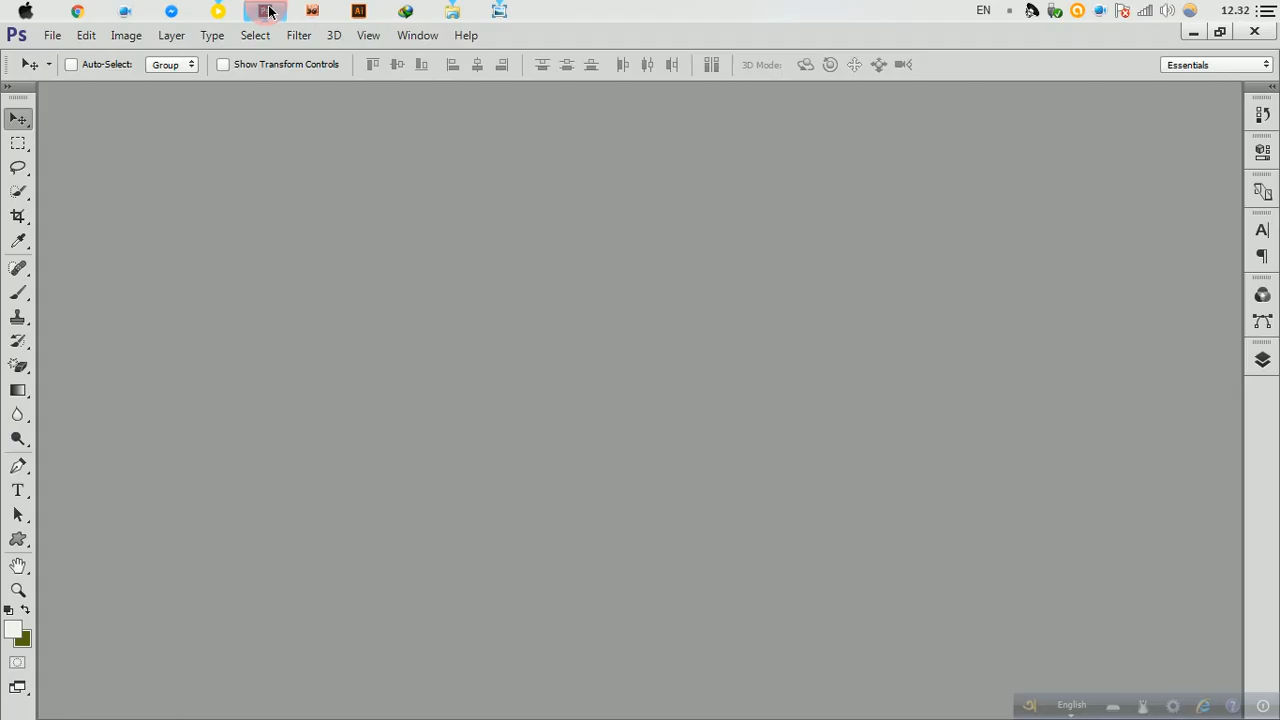 Ai
EN
12.32
Ps
File Edit Image Layer Type Select Filter 3D View Window Help
Auto-Select: Group Show Transform Controls 3D Mode: Essentials
A
T
English